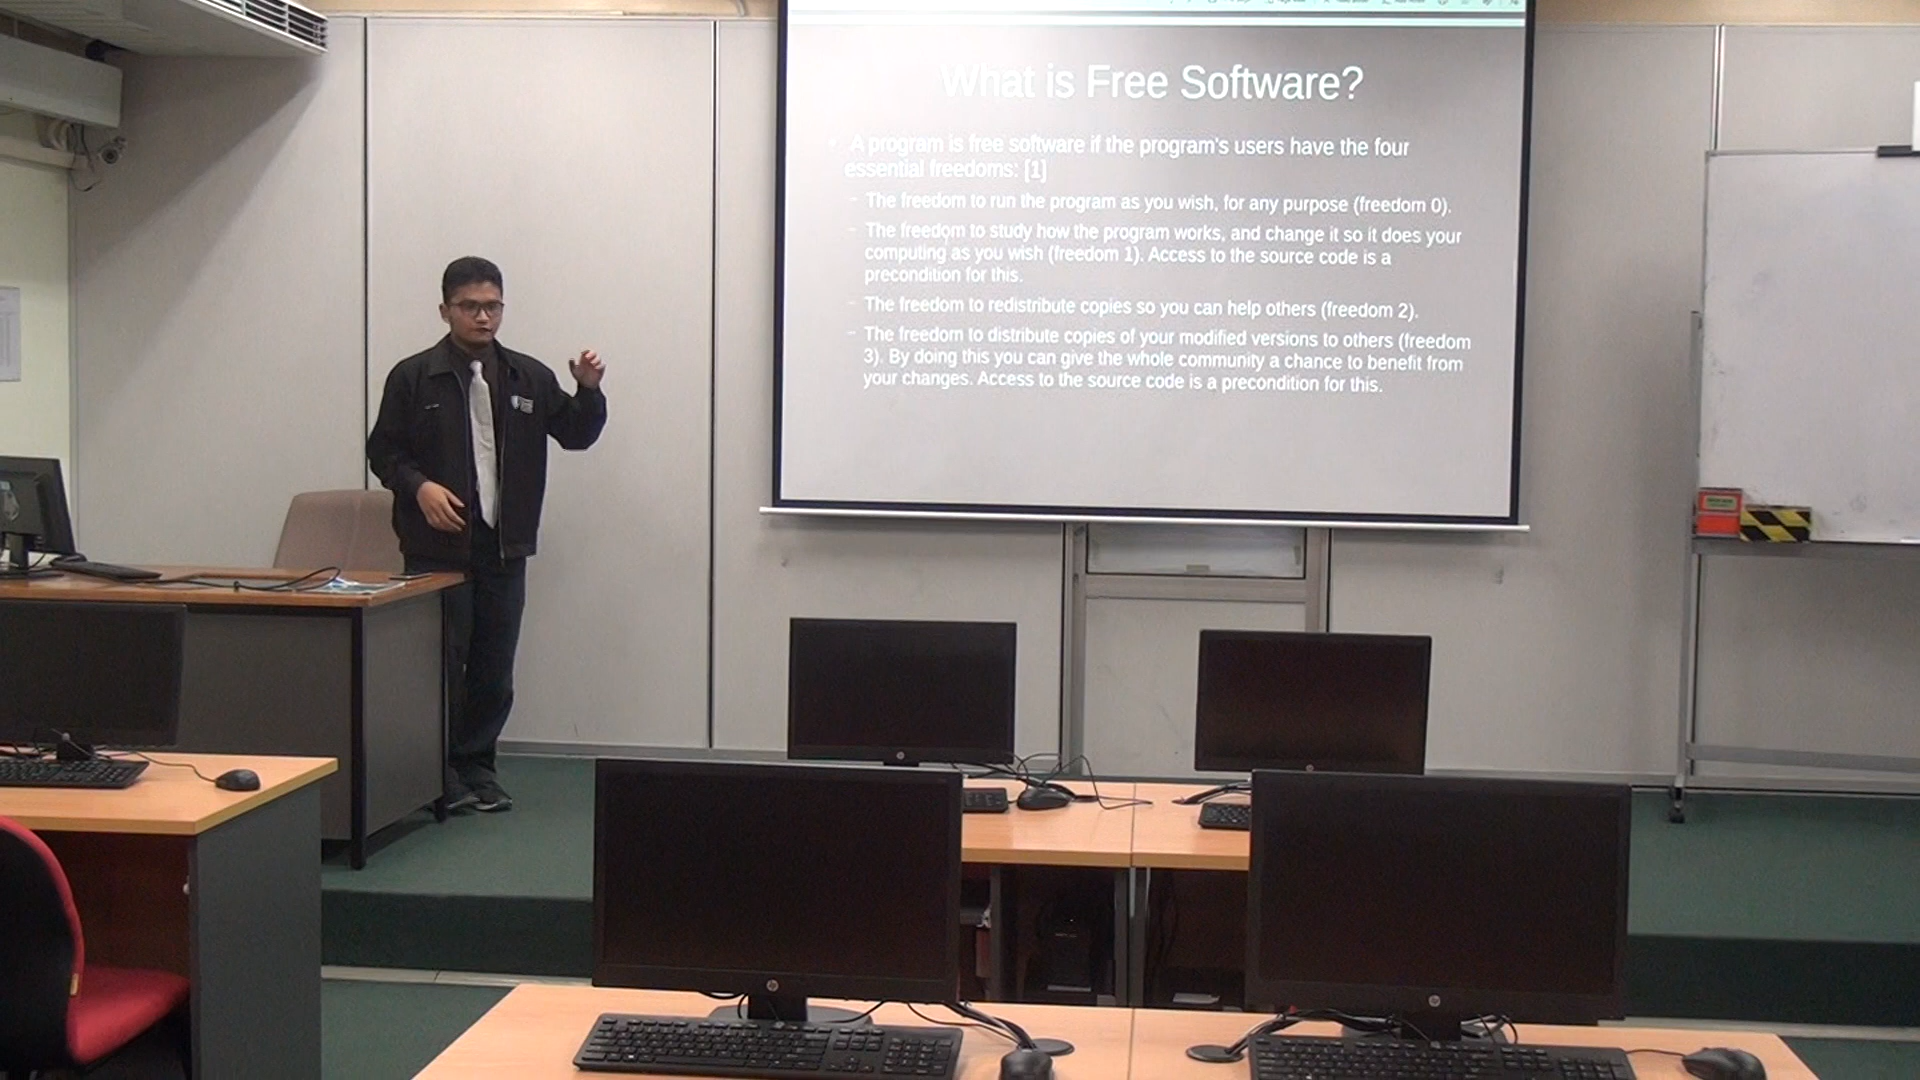 What is Free Software?
A program is free software if the program's users have the four
essential freedoms: [1]
– The freedom to run the program as you wish, for any purpose (freedom 0).
– The freedom to study how the program works, and change it so it does your
computing as you wish (freedom 1). Access to the source code is a
precondition for this.
– The freedom to redistribute copies so you can help others (freedom 2).
– The freedom to distribute copies of your modified versions to others (freedom
3). By doing this you can give the whole community a chance to benefit from
your changes. Access to the source code is a precondition for this.
hp
hp